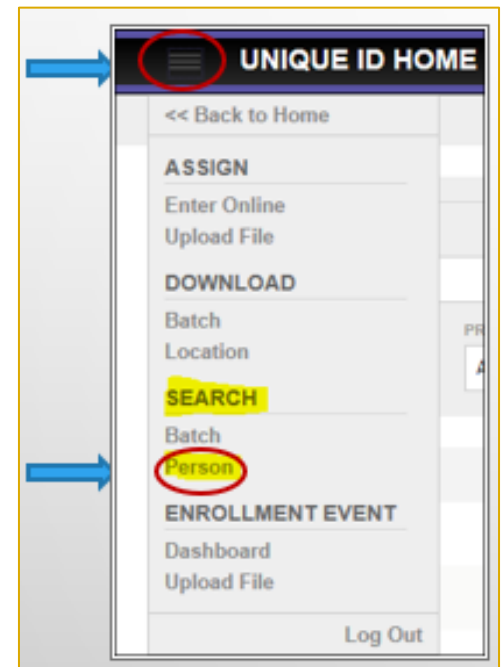 UNIQUE ID HOME
<< Back to Home
ASSIGN
Enter Online
Upload File
DOWNLOAD
Batch
Location
SEARCH
Batch
Person
ENROLLMENT EVENT
Dashboard
Upload File
Log Out